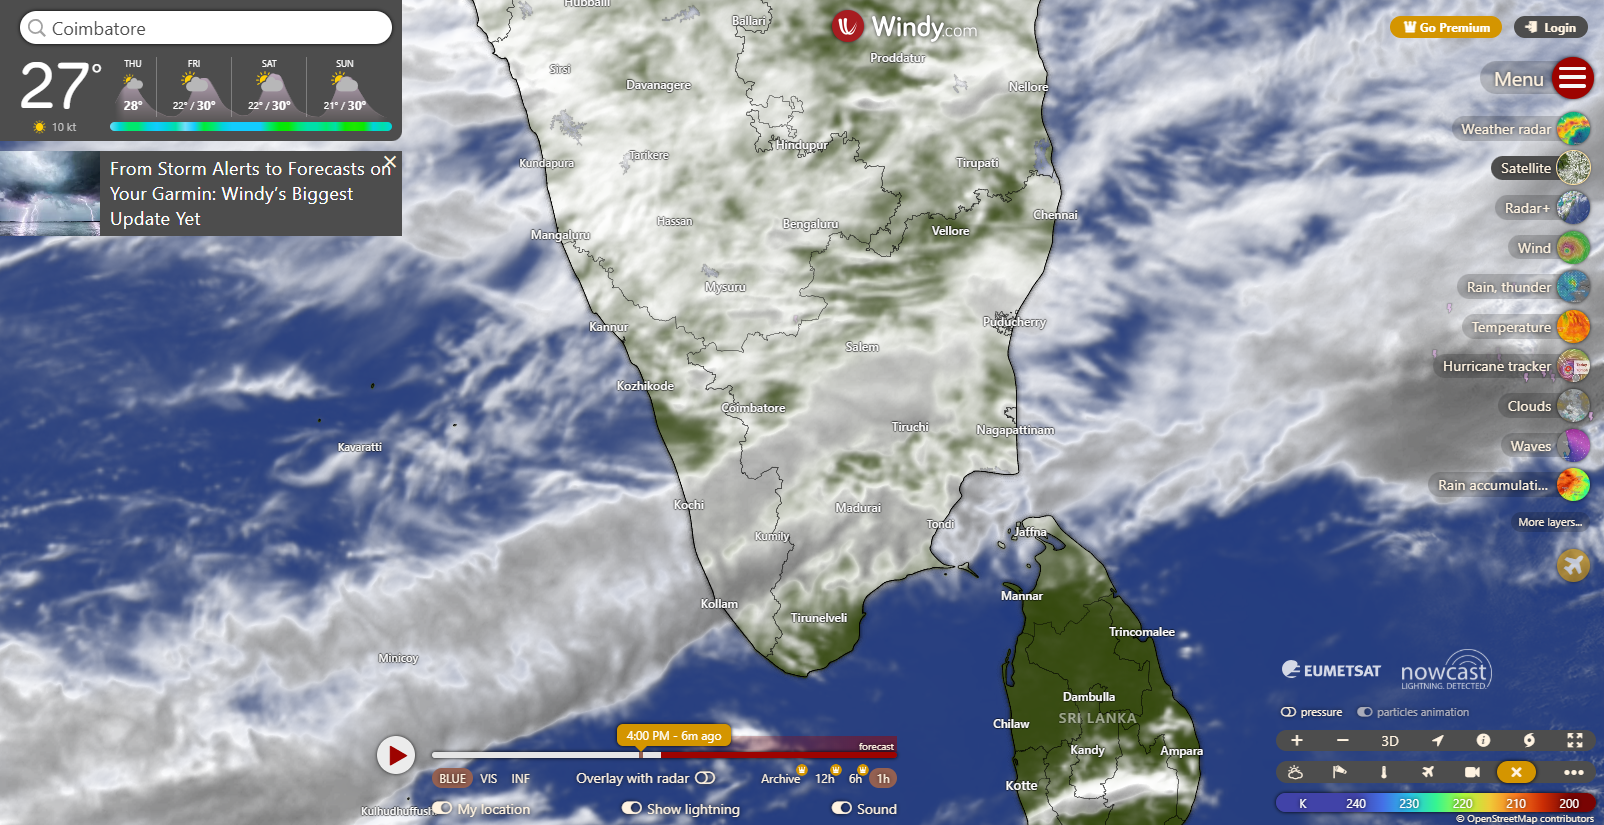 Coimbatore
27°
10 kt
THU
28°
FRI
22° / 30°
SAT
22° / 30°
SUN
21° / 30°
From Storm Alerts to Forecasts on
Your Garmin: Windy's Biggest
Update Yet
Windy.com
Go Premium
Login
Menu
Weather radar
Satellite
Radar+
Wind
Rain, thunder
Temperature
Hurricane tracker
Clouds
Waves
Rain accumulati...
More layers...
Hubballi
Ballari
Proddatur
Sirsi
Davanagere
Nellore
Hindupur
Kundapura
Tarikere
Tirupati
Hassan
Bengaluru
Chennai
Mangaluru
Vellore
Mysuru
Kannur
Puducherry
Salem
Kozhikode
Coimbatore
Tiruchi
Nagapattinam
Kavaratti
Kochi
Madurai
Tondi
Kumily
Jaffna
Mannar
Kollam
Tirunelveli
Trincomalee
Minicoy
Dambulla
SRI LANKA
Chilaw
Kandy
Ampara
Kotte
Kulhudhuffush
EUMETSAT
nowcast
LIGHTNING. DETECTED.
pressure
particles animation
3D
K 240 230 220 210 200
© OpenStreetMap contributors
4:00 PM - 6m ago
forecast
BLUE VIS INF
Overlay with radar
Archive 12h 6h 1h
My location
Show lightning
Sound